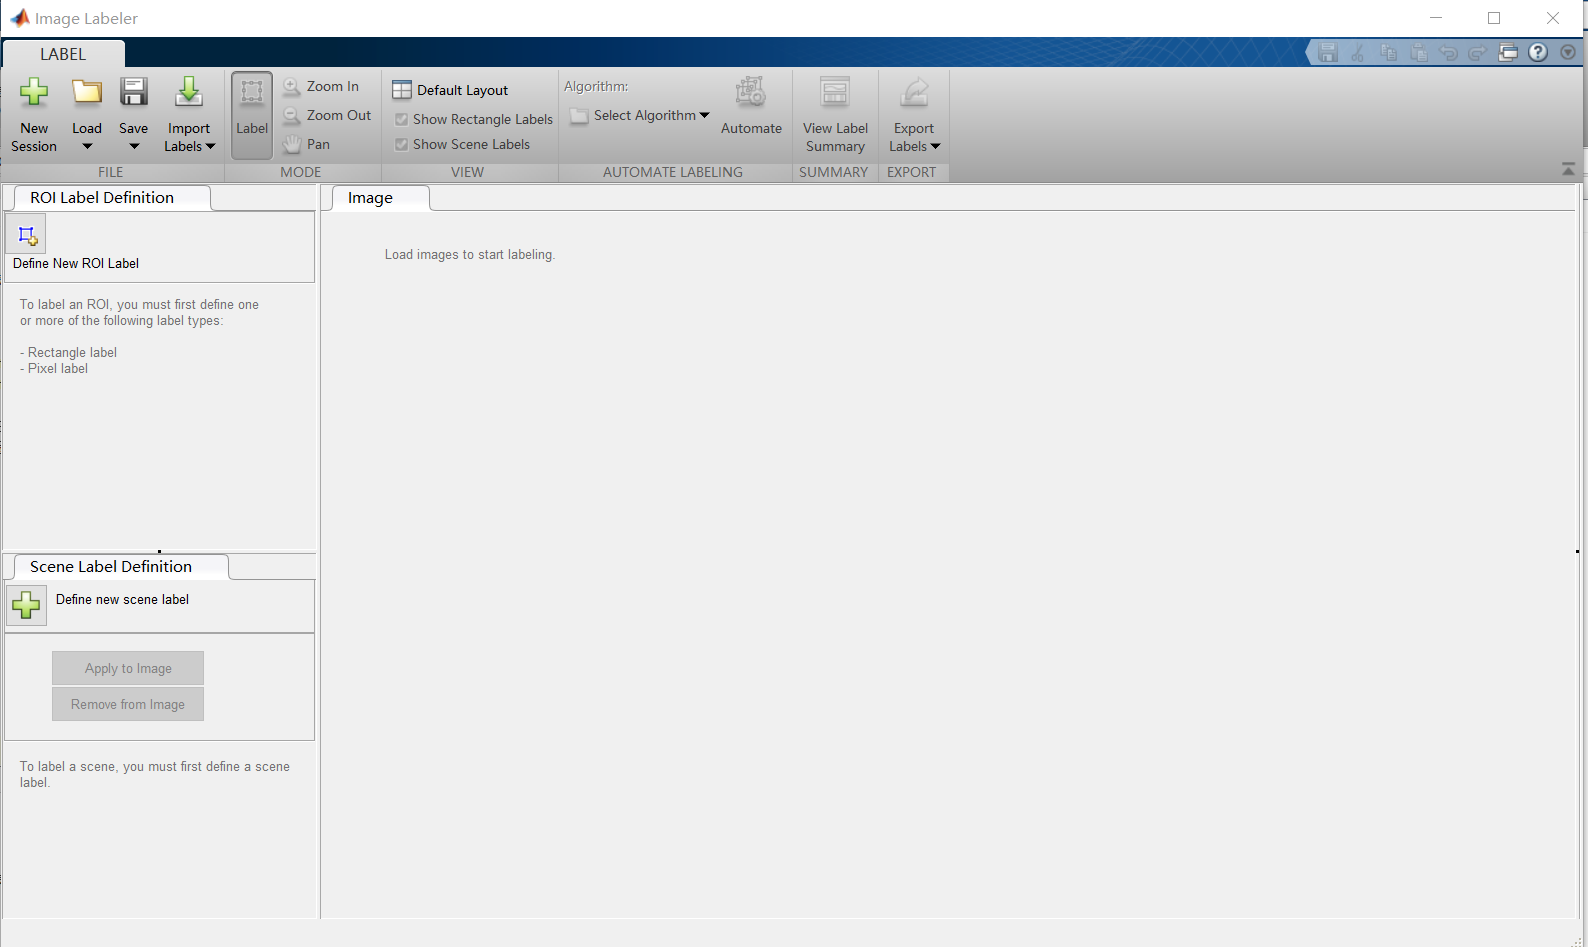 Image Labeler
LABEL
New
Session
Load
Save
Import
Labels
Label
Zoom In
Zoom Out
Pan
Default Layout
Show Rectangle Labels
Show Scene Labels
Algorithm:
Select Algorithm
Automate
View Label
Summary
Export
Labels
FILE
MODE
VIEW
AUTOMATE LABELING
SUMMARY
EXPORT
ROI Label Definition
Define New ROI Label
To label an ROI, you must first define one
or more of the following label types:
- Rectangle label
- Pixel label
Scene Label Definition
Define new scene label
Apply to Image
Remove from Image
To label a scene, you must first define a scene
label.
Image
Load images to start labeling.